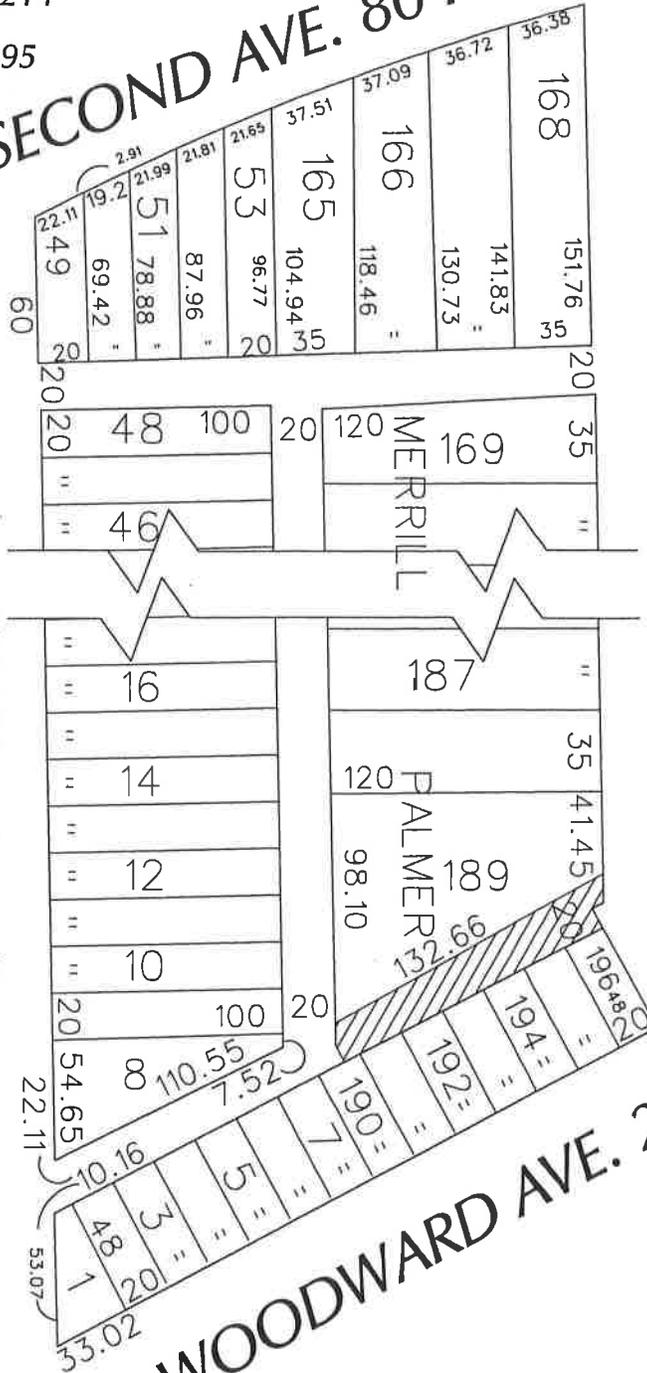 95
SECOND AVE. 80
22.11 19.2 2.91 21.99 21.81 21.65 37.51 37.09 36.72 36.38
49 51 53 165 166 168
60 69.42 78.88 87.96 96.77 104.94 118.46 130.73 141.83 151.76
20 " " " 20 35 " " 35
20 20
20 48 100 20 120 169 35
MERRILL
"
" 46 "
" 187 "
" 16
" 35
" 14 120
PALMER
" 41.45
" 12 98.10 189
" 132.66
" 10 20
20 100 20
54.65 8 110.55
7.52
22.11
10.16
196 48 20
194 "
" 192 "
" 190 "
" 7 "
" 5 "
" 3 "
48 20
1
53.07
33.02
WOODWARD AVE.